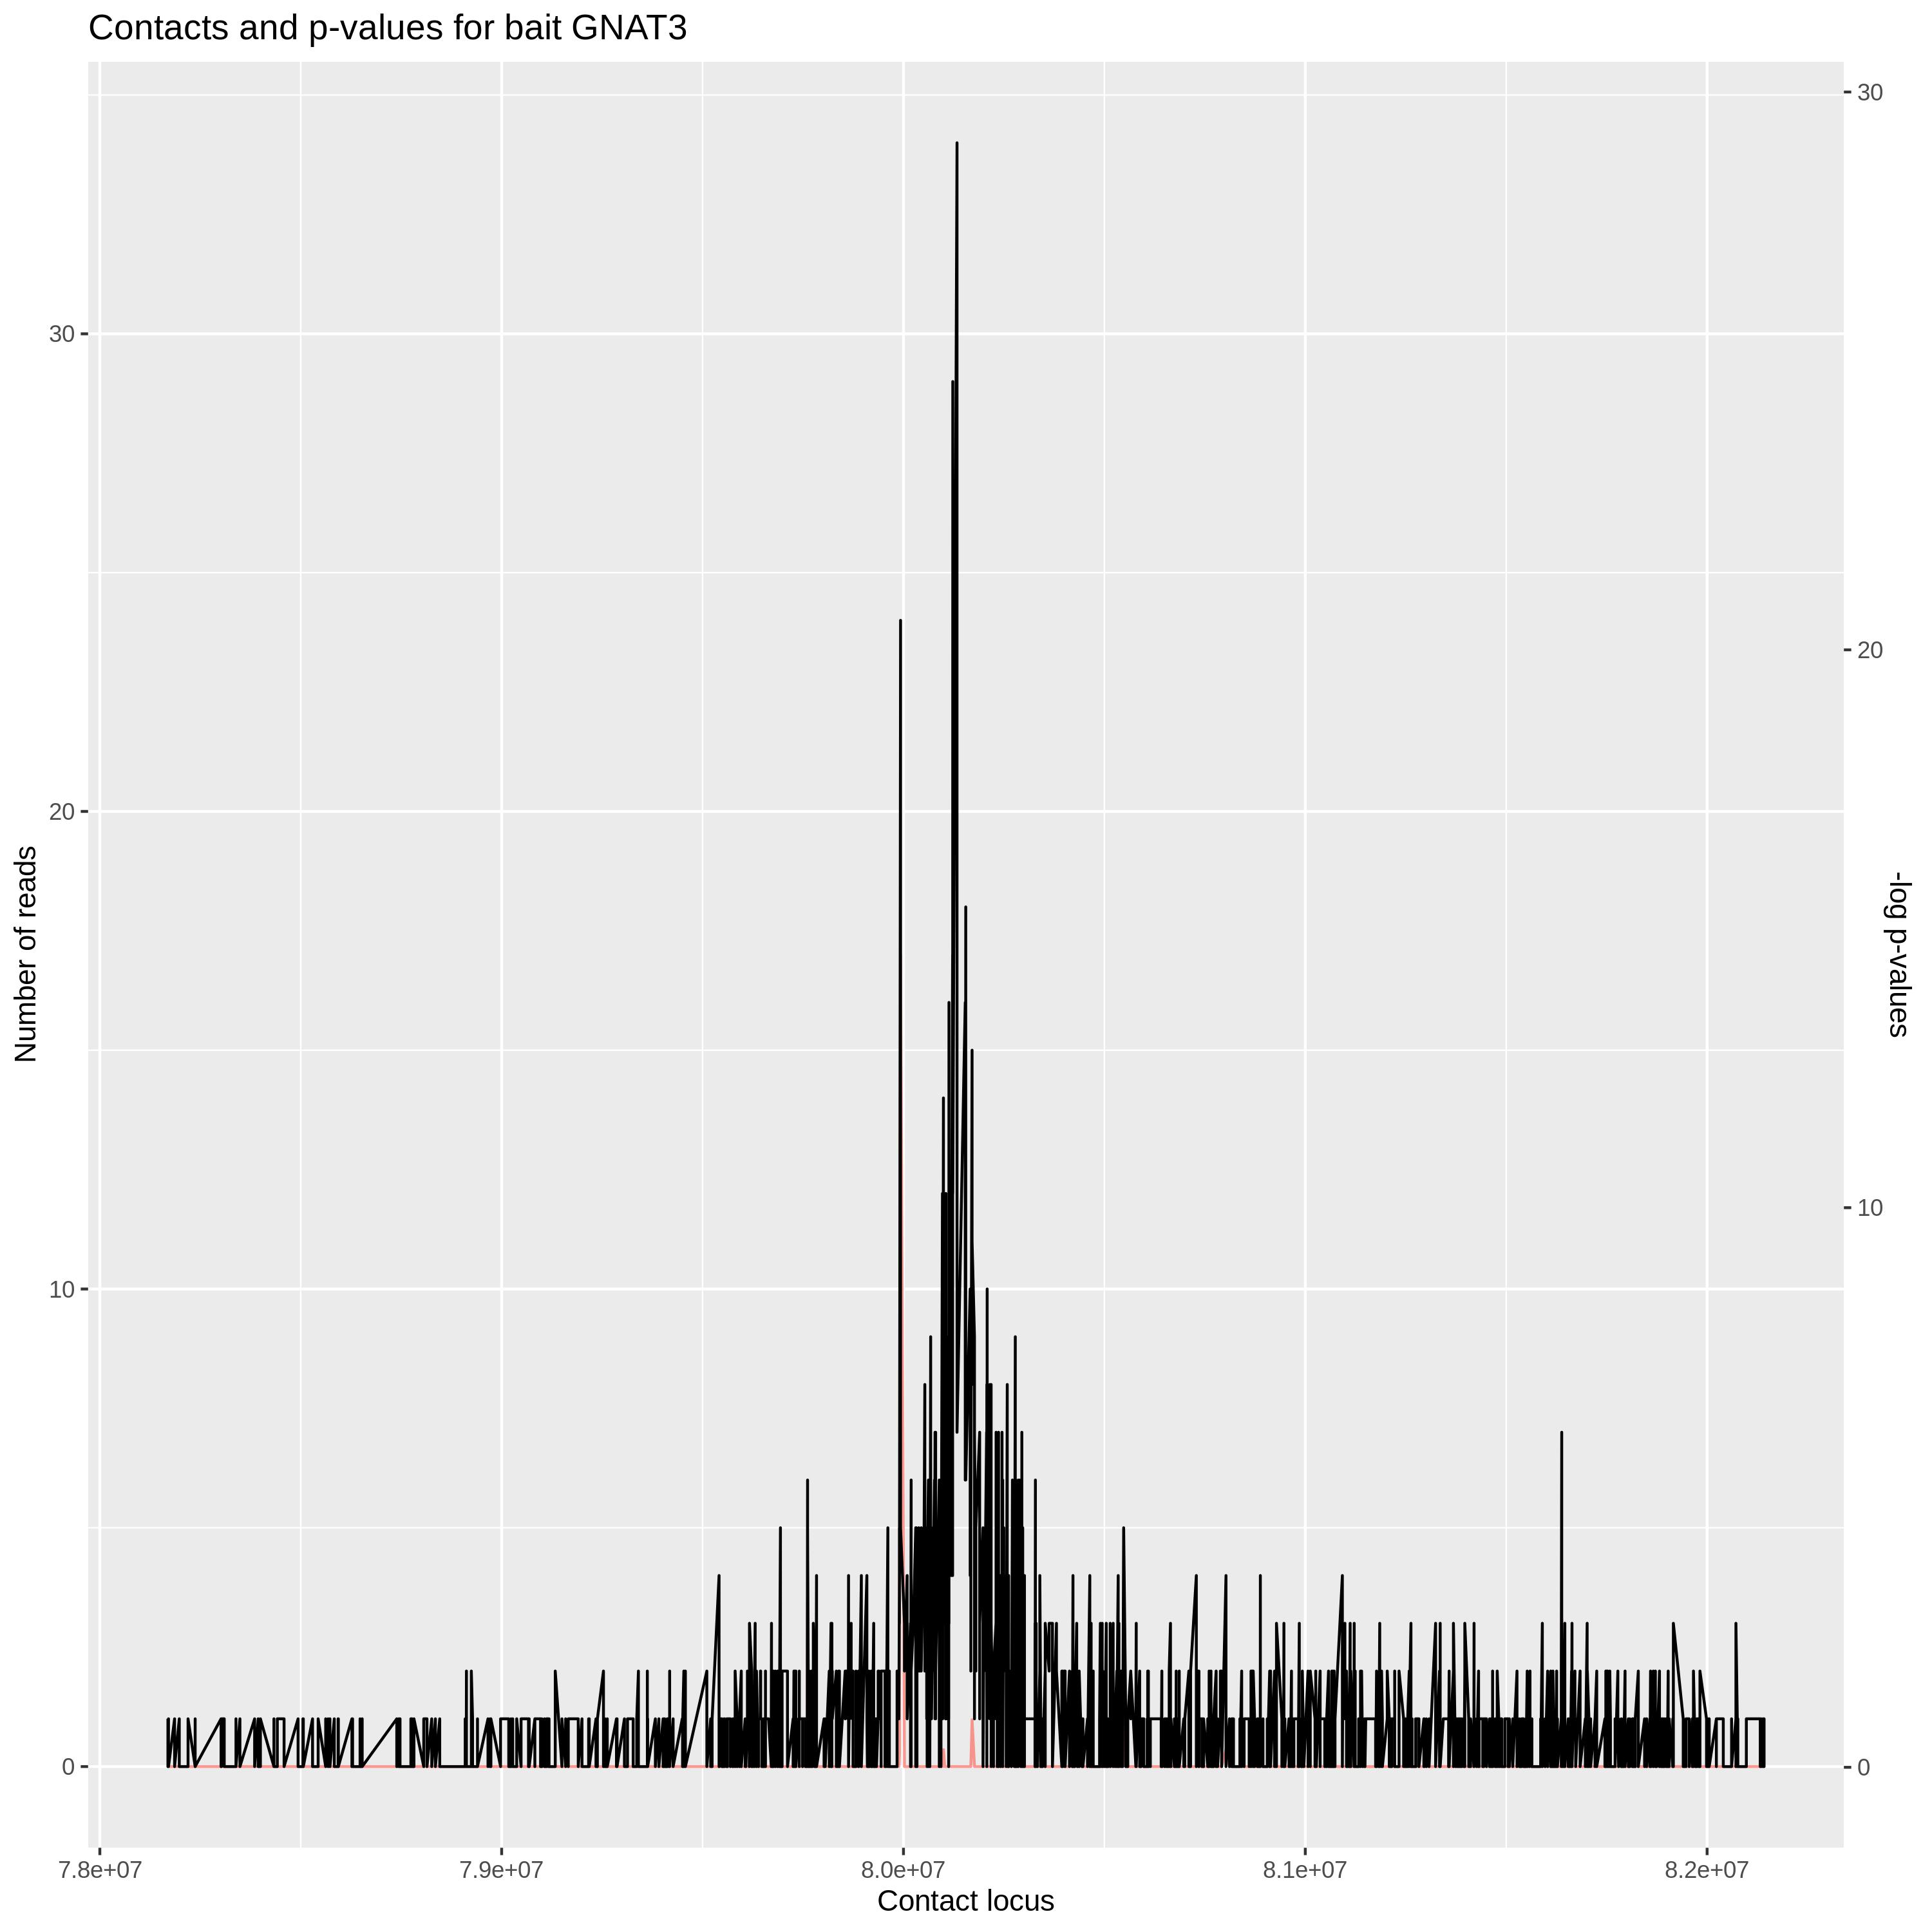 Contacts and p-values for bait GNAT3
30
20
10
0
Number of reads
30
20
10
0
-log p-values
7.8e+07
7.9e+07
8.0e+07
8.1e+07
8.2e+07
Contact locus